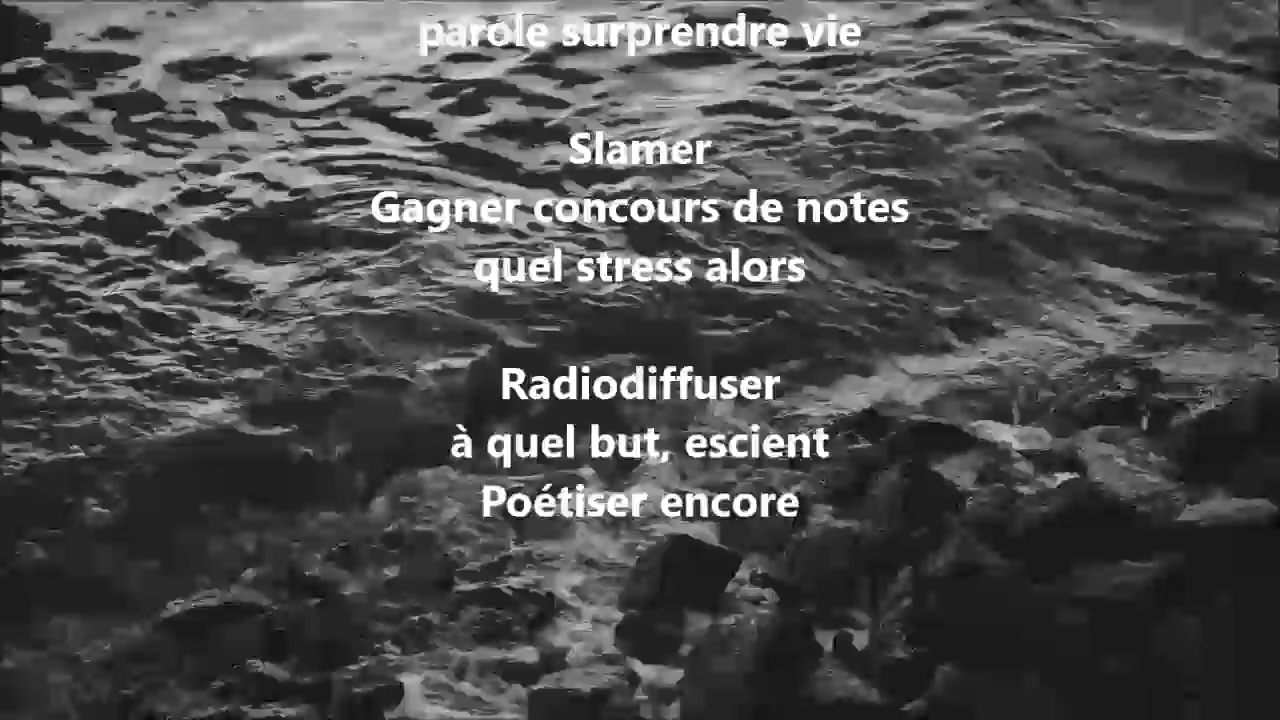 parole surprendre vie
Slamer
Gagner concours de notes
quel stress alors
Radiodiffuser
à quel but, escient
Poétiser encore